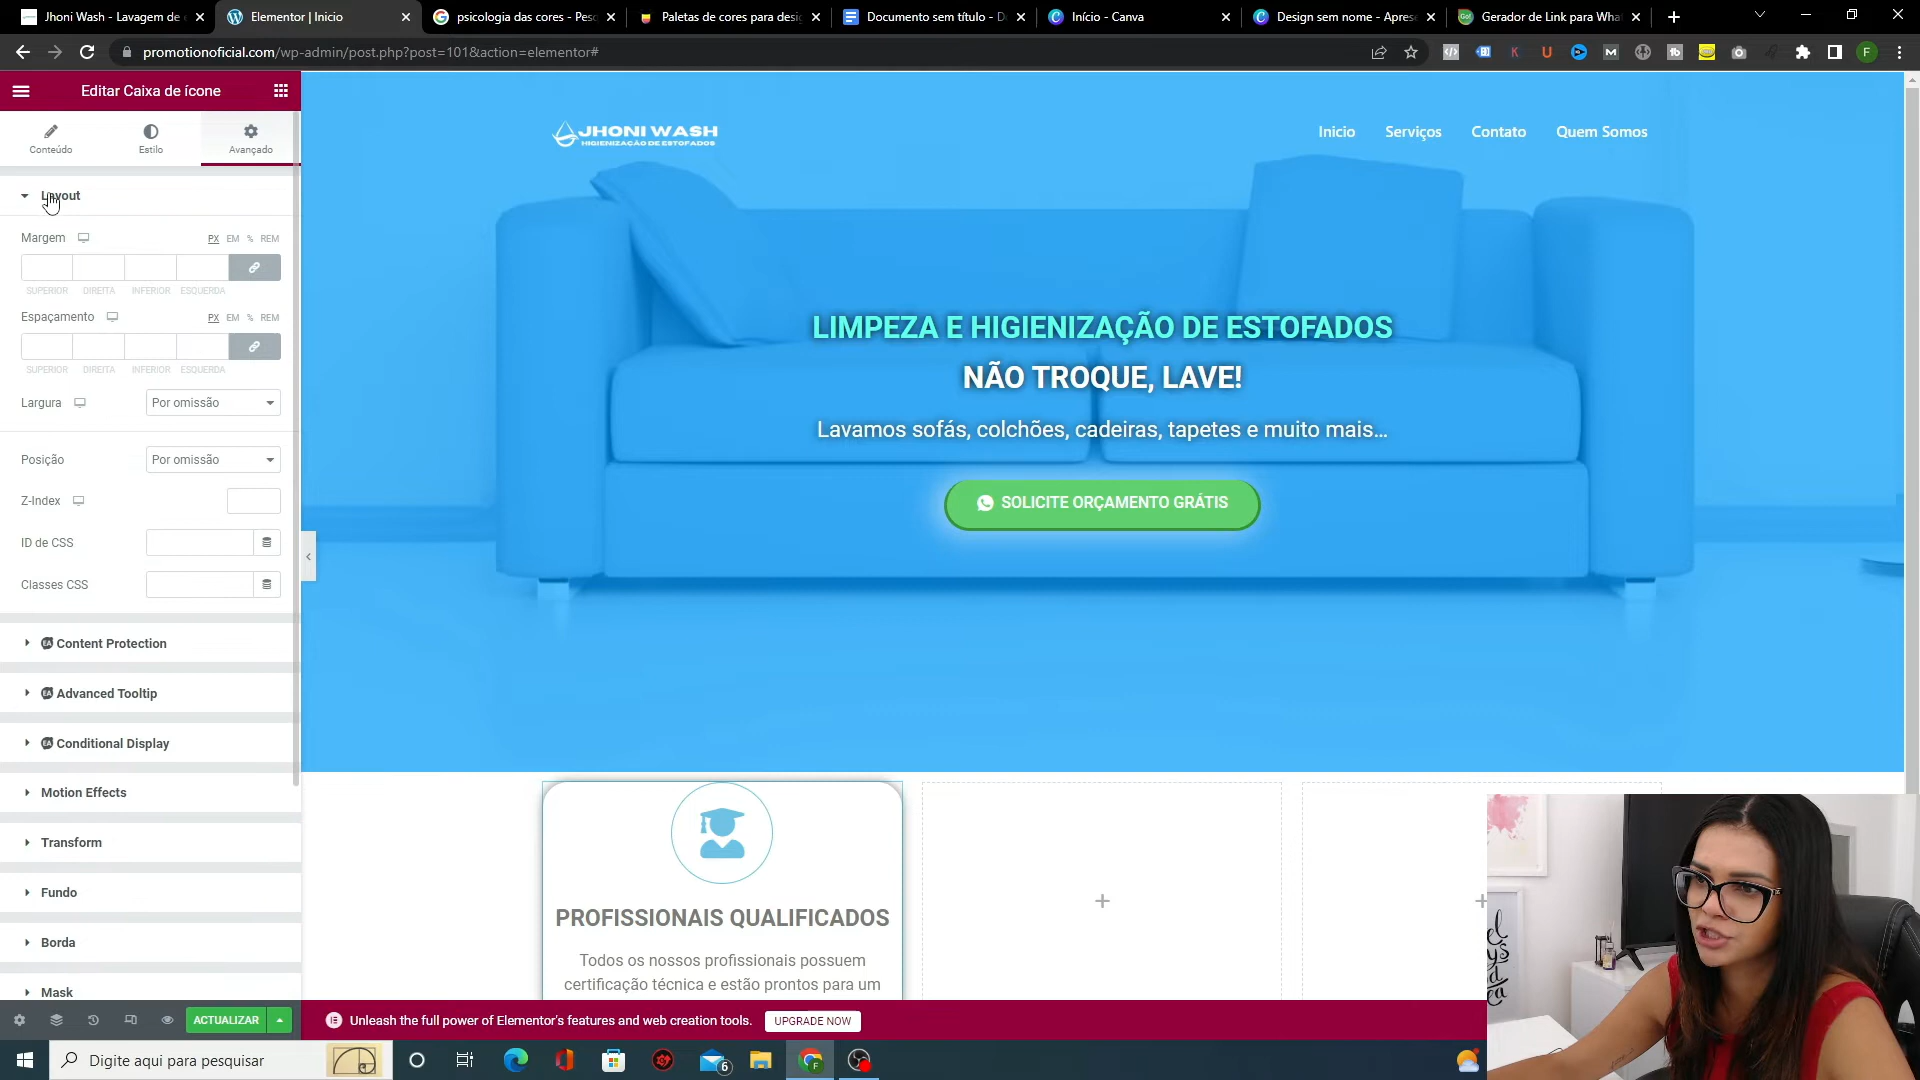 Jhoni Wash - Lavagem de
Elementor | Inicio
psicologia das cores - Pes
Paletas de cores para desi
Documento sem título - D
Início - Canva
Design sem nome - Aprese
Gerador de Link para Wha
promotionoficial.com/wp-admin/post.php?post=101&action=elementor#
Editar Caixa de ícone
Conteúdo
Estilo
Avançado
Layout
Margem
PX EM % REM
SUPERIOR DIREITA INFERIOR ESQUERDA
Espaçamento
PX EM % REM
SUPERIOR DIREITA INFERIOR ESQUERDA
Largura
Por omissão
Posição
Por omissão
Z-Index
ID de CSS
Classes CSS
Content Protection
Advanced Tooltip
Conditional Display
Motion Effects
Transform
Fundo
Borda
Mask
ACTUALIZAR
JHONI WASH
HIGIENIZAÇÃO DE ESTOFADOS
Inicio
Serviços
Contato
Quem Somos
LIMPEZA E HIGIENIZAÇÃO DE ESTOFADOS
NÃO TROQUE, LAVE!
Lavamos sofás, colchões, cadeiras, tapetes e muito mais...
SOLICITE ORÇAMENTO GRÁTIS
PROFISSIONAIS QUALIFICADOS
Todos os nossos profissionais possuem
certificação técnica e estão prontos para um
Unleash the full power of Elementor's features and web creation tools.
UPGRADE NOW
Digite aqui para pesquisar
6